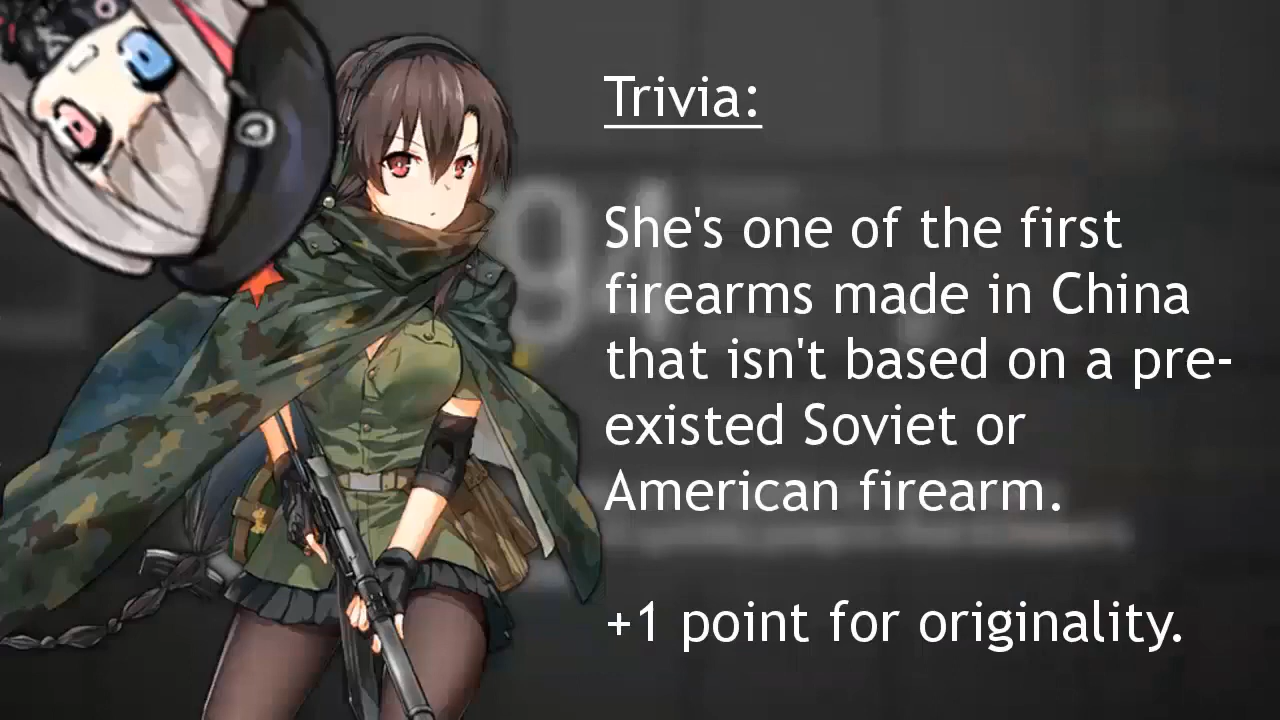 Trivia:
She's one of the first
firearms made in China
that isn't based on a pre-
existed Soviet or
American firearm.
+1 point for originality.
94